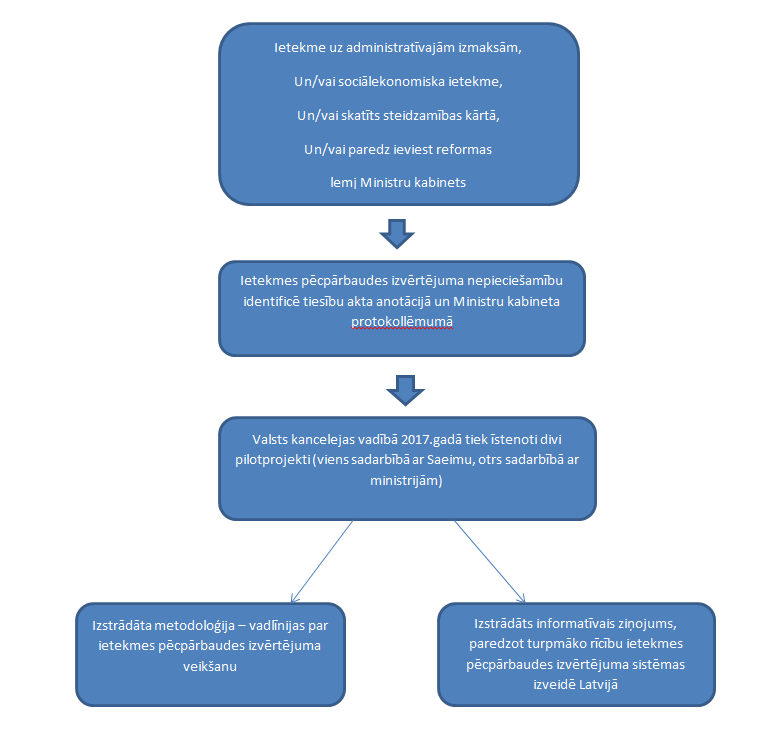 Ietekme uz administratīvajām izmaksām,
Un/vai sociālekonomiska ietekme,
Un/vai skatīts steidzamības kārtā,
Un/vai paredz ieviest reformas
lemj Ministru kabinets
Ietekmes pēcpārbaudes izvērtējuma nepieciešamību
identificē tiesību akta anotācijā un Ministru kabineta
protokollēmumā
Valsts kancelejas vadībā 2017.gadā tiek īstenoti divi
pilotprojekti (viens sadarbībā ar Saeimu, otrs sadarbībā ar
ministrijām)
Izstrādāta metodoloģija – vadlīnijas par
ietekmes pēcpārbaudes izvērtējuma
veikšanu
Izstrādāts informatīvais ziņojums,
paredzot turpmāko rīcību ietekmes
pēcpārbaudes izvērtējuma sistēmas
izveidē Latvijā